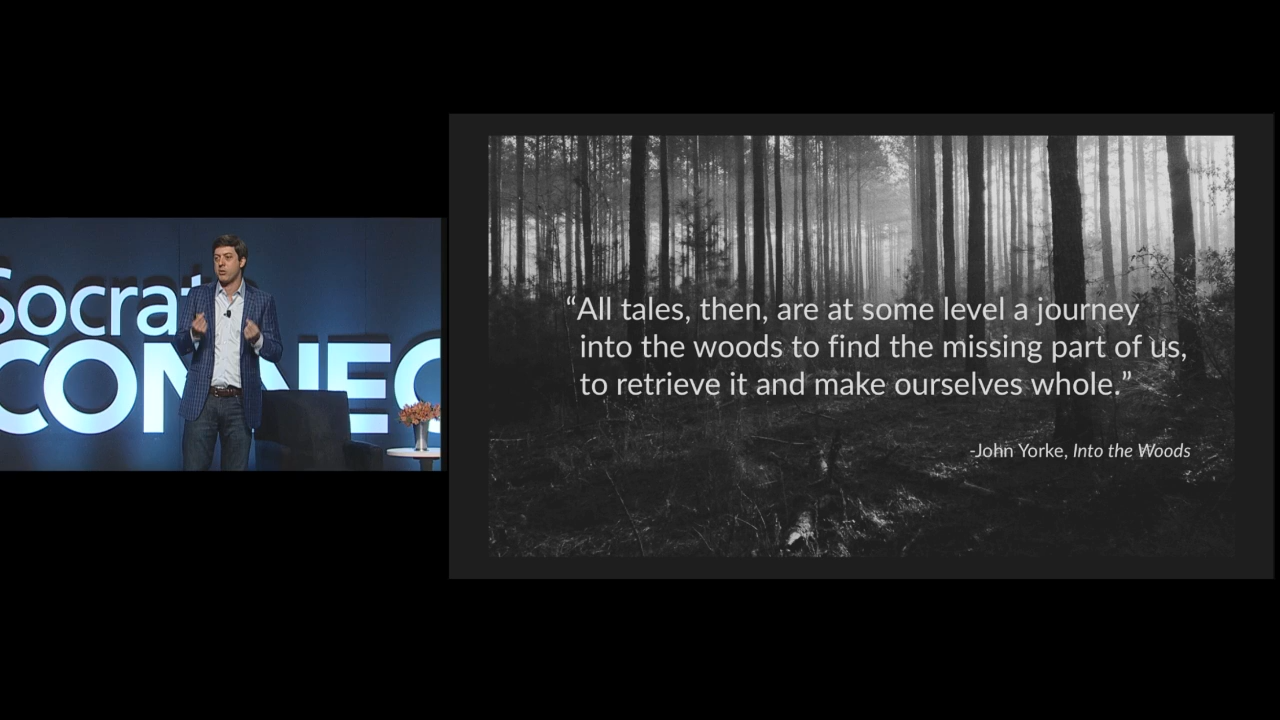 Socrat
CONNEC
“All tales, then, are at some level a journey
into the woods to find the missing part of us,
to retrieve it and make ourselves whole.”
-John Yorke, Into the Woods